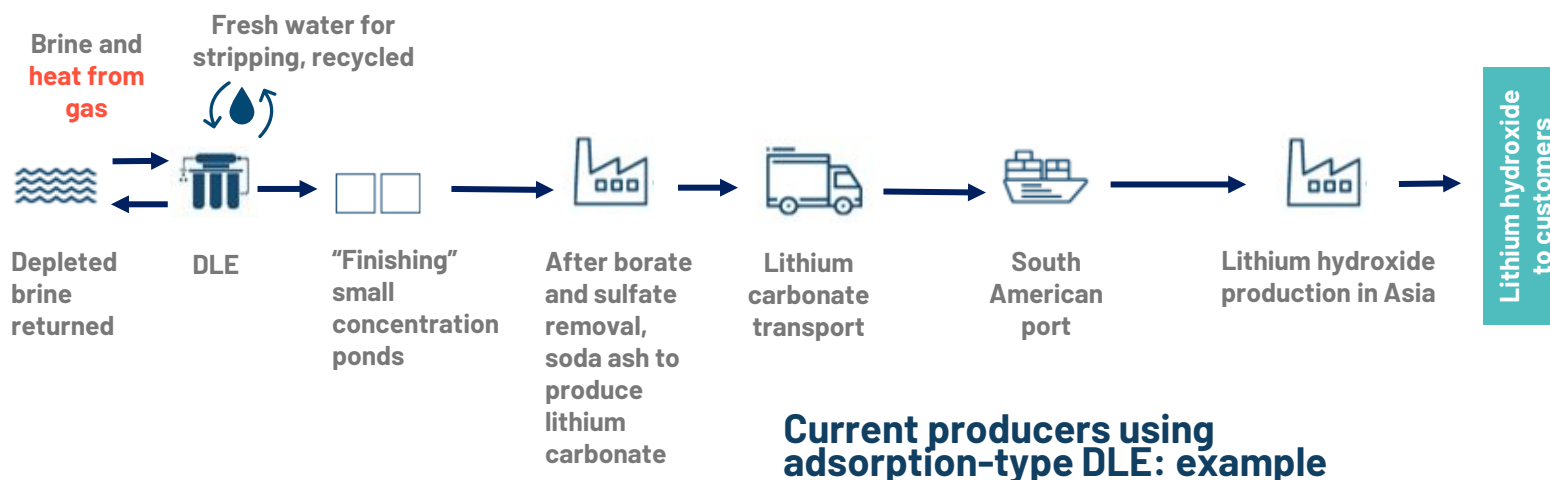 Brine and
heat from
gas
Fresh water for
stripping, recycled
Depleted
brine
returned
DLE
“Finishing”
small
concentration
ponds
After borate
and sulfate
removal,
soda ash to
produce
lithium
carbonate
Lithium
carbonate
transport
South
American
port
Lithium hydroxide
production in Asia
Lithium hydroxide
to customers
Current producers using
adsorption-type DLE: example